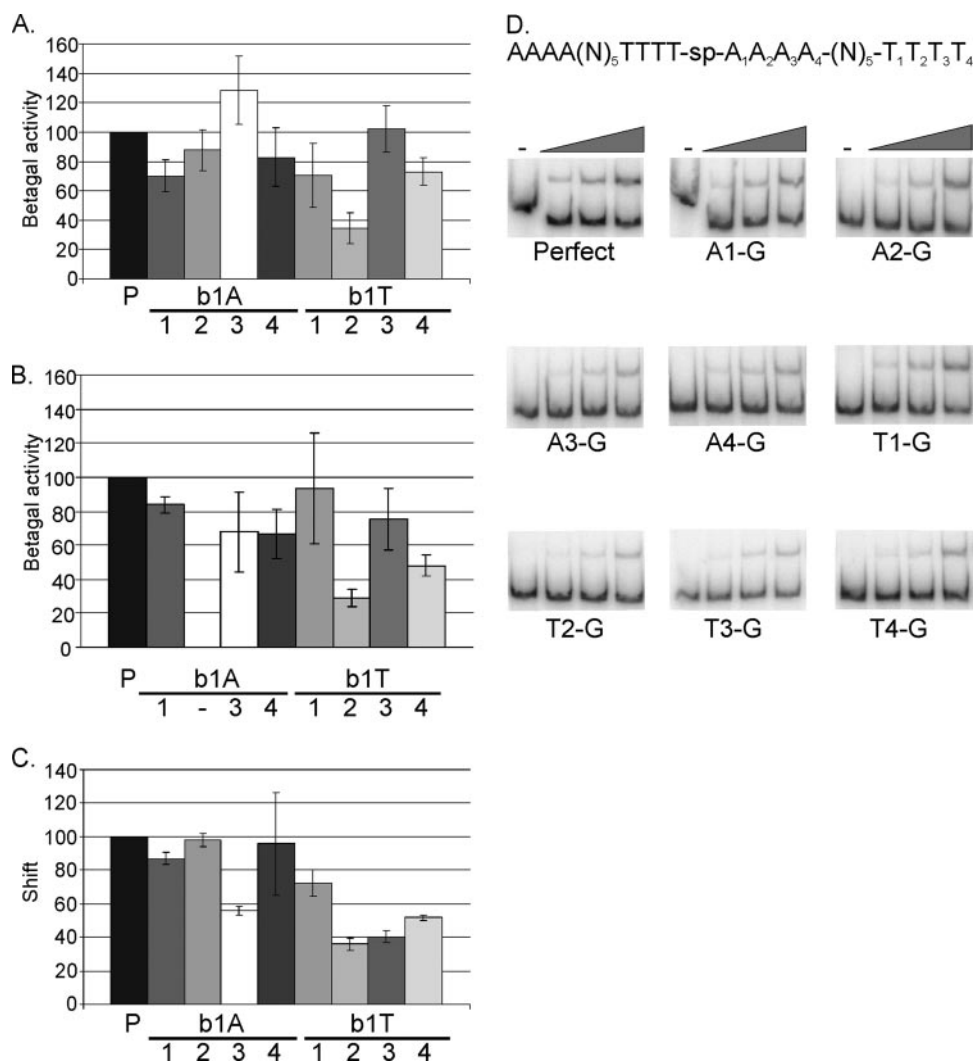 A.
160
140
120
100
80
60
40
20
0
Betagal activity
P b1A b1T
1 2 3 4 1 2 3 4
B.
160
140
120
100
80
60
40
20
0
Betagal activity
P b1A b1T
1 - 3 4 1 2 3 4
C.
140
120
100
80
60
40
20
0
Shift
P b1A b1T
1 2 3 4 1 2 3 4
D.
AAAA(N)₅TTTT-sp-A₁A₂A₃A₄-(N)₅-T₁T₂T₃T₄
- - -
Perfect A1-G A2-G
A3-G A4-G T1-G
T2-G T3-G T4-G